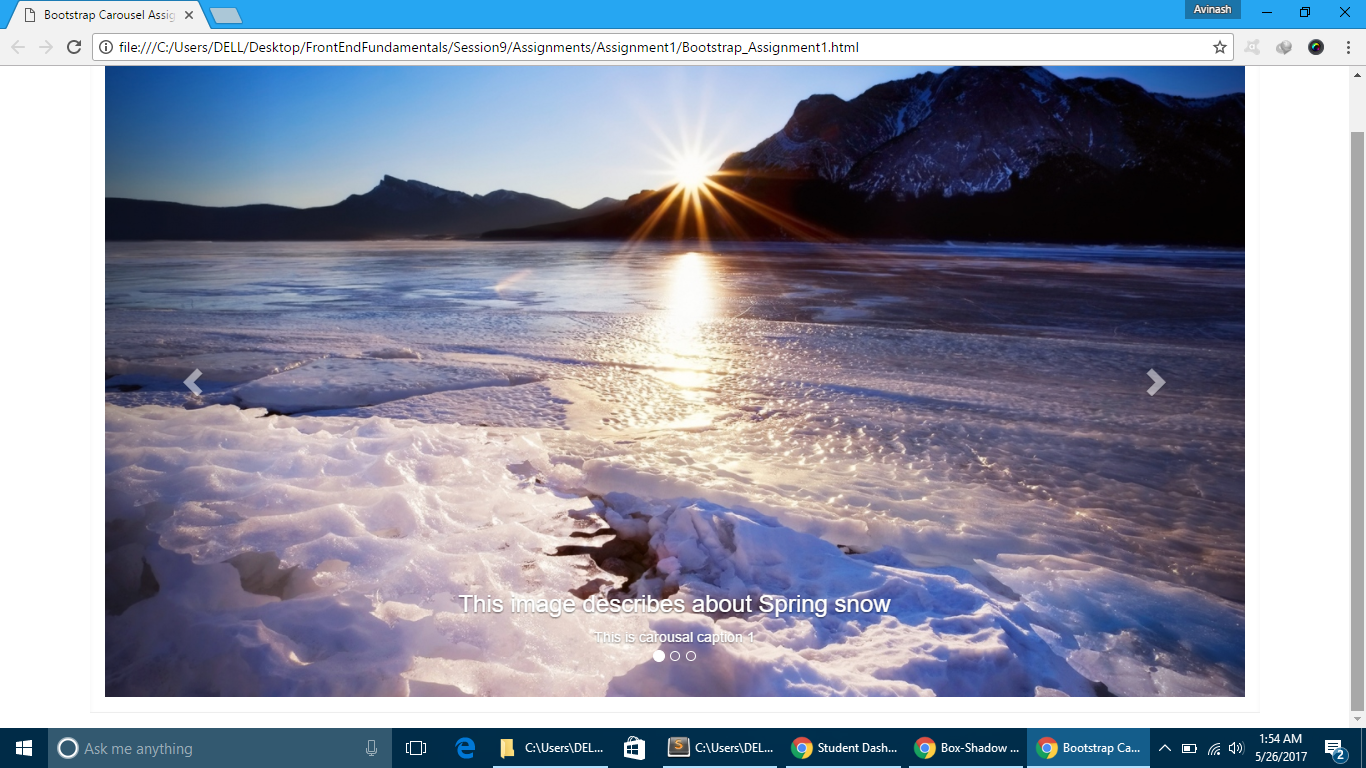 Bootstrap Carousel Assig
Avinash
file:///C:/Users/DELL/Desktop/FrontEndFundamentals/Session9/Assignments/Assignment1/Bootstrap_Assignment1.html
This image describes about Spring snow
This is carousal caption 1
Ask me anything
C:\Users\DEL...
C:\Users\DEL...
Student Dash...
Box-Shadow ...
Bootstrap Ca...
1:54 AM
5/26/2017
2